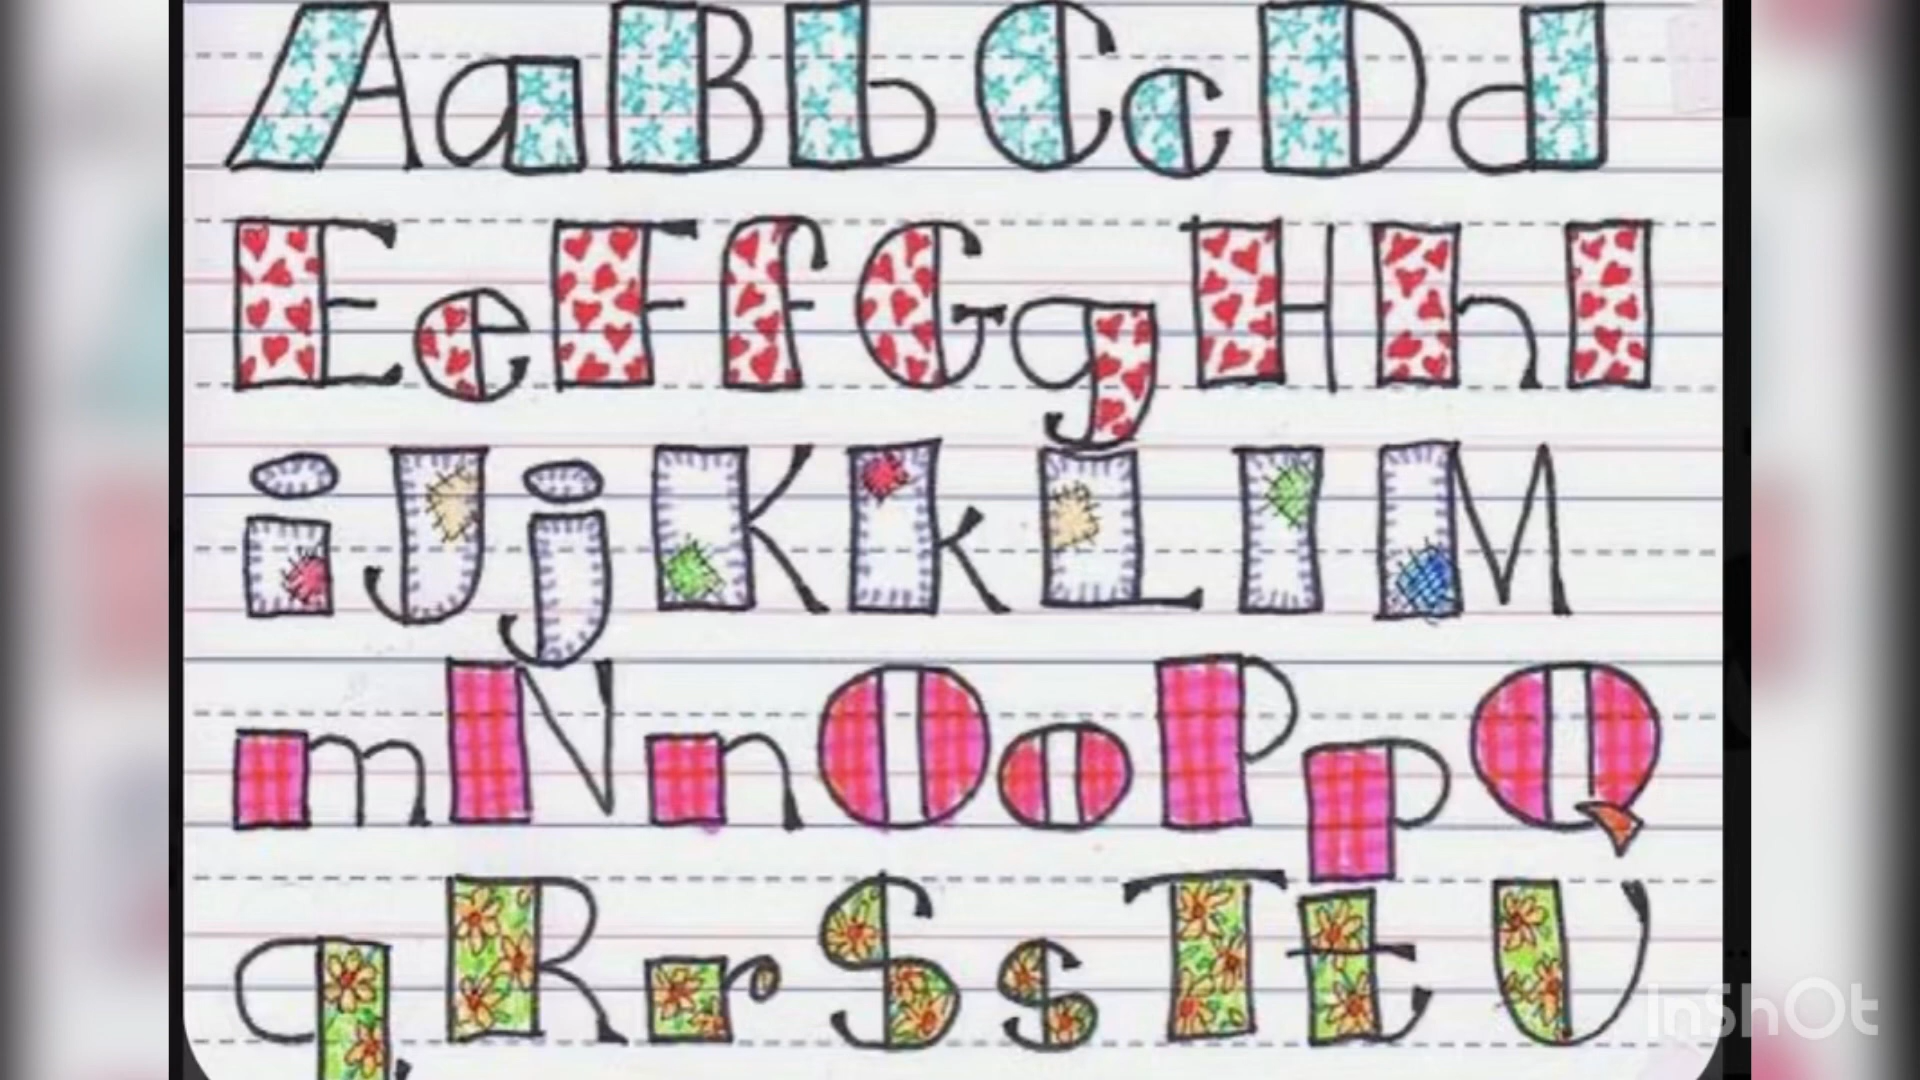 AaBbCcDd
EeFfGgHhI
iJjKkLlM
mNnOoPpQ
qRrSsTtU
InShOt